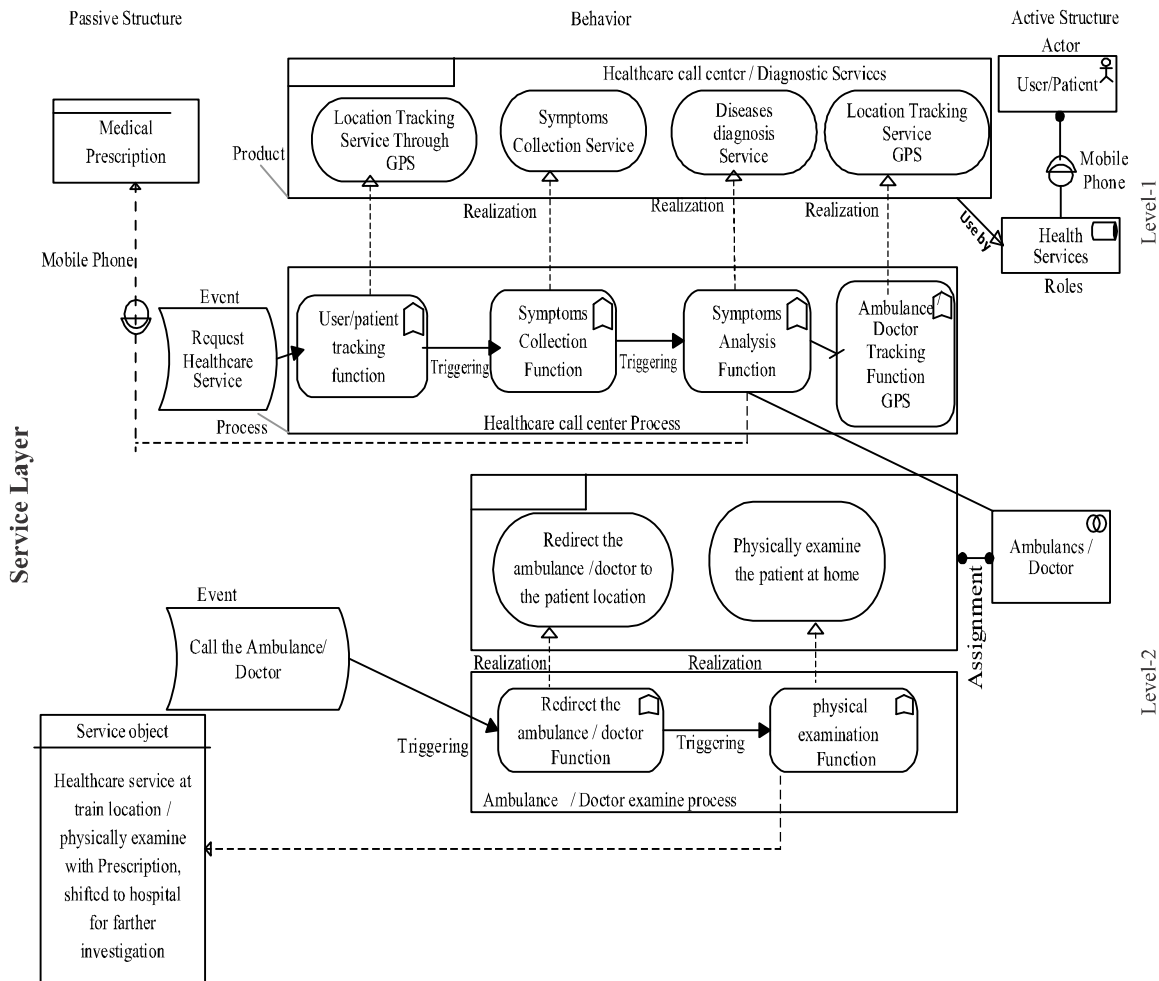 Passive Structure
Behavior
Active Structure
Actor
User/Patient
Mobile
Phone
Health
Services
Roles
Use by
Level-1
Healthcare call center / Diagnostic Services
Location Tracking
Service Through
GPS
Symptoms
Collection Service
Diseases
diagnosis
Service
Location Tracking
Service
GPS
Product
Medical
Prescription
Realization
Realization
Realization
Mobile Phone
Event
Request
Healthcare
Service
User/patient
tracking
function
Triggering
Symptoms
Collection
Function
Triggering
Symptoms
Analysis
Function
Ambulance /
Doctor
Tracking
Function
GPS
Process
Healthcare call center Process
Service Layer
Redirect the
ambulance /doctor to
the patient location
Physically examine
the patient at home
Ambulancs /
Doctor
Assignment
Level-2
Event
Call the Ambulance/
Doctor
Realization
Realization
Triggering
Redirect the
ambulance / doctor
Function
Triggering
physical
examination
Function
Ambulance / Doctor examine process
Service object
Healthcare service at
train location /
physically examine
with Prescription,
shifted to hospital
for farther
investigation